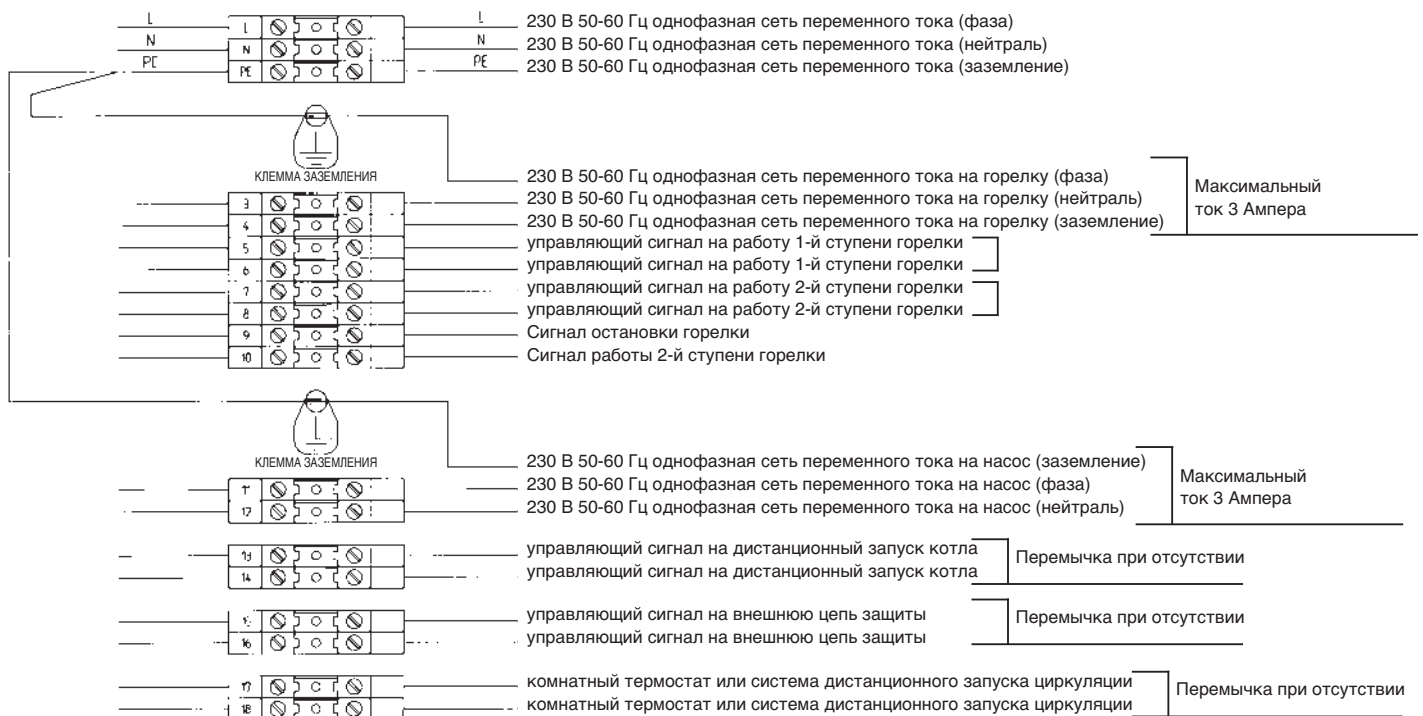 L L 230 В 50-60 Гц однофазная сеть переменного тока (фаза)
L
N N 230 В 50-60 Гц однофазная сеть переменного тока (нейтраль)
N
PE PE 230 В 50-60 Гц однофазная сеть переменного тока (заземление)
PE
КЛЕММА ЗАЗЕМЛЕНИЯ
230 В 50-60 Гц однофазная сеть переменного тока на горелку (фаза)
Максимальный
ток 3 Ампера
3 230 В 50-60 Гц однофазная сеть переменного тока на горелку (нейтраль)
4 230 В 50-60 Гц однофазная сеть переменного тока на горелку (заземление)
5 управляющий сигнал на работу 1-й ступени горелки
6 управляющий сигнал на работу 1-й ступени горелки
7 управляющий сигнал на работу 2-й ступени горелки
8 управляющий сигнал на работу 2-й ступени горелки
9 Сигнал остановки горелки
10 Сигнал работы 2-й ступени горелки
КЛЕММА ЗАЗЕМЛЕНИЯ
230 В 50-60 Гц однофазная сеть переменного тока на насос (заземление)
Максимальный
ток 3 Ампера
11 230 В 50-60 Гц однофазная сеть переменного тока на насос (фаза)
12 230 В 50-60 Гц однофазная сеть переменного тока на насос (нейтраль)
13 управляющий сигнал на дистанционный запуск котла
Перемычка при отсутствии
14 управляющий сигнал на дистанционный запуск котла
15 управляющий сигнал на внешнюю цепь защиты
Перемычка при отсутствии
16 управляющий сигнал на внешнюю цепь защиты
17 комнатный термостат или система дистанционного запуска циркуляции
Перемычка при отсутствии
18 комнатный термостат или система дистанционного запуска циркуляции